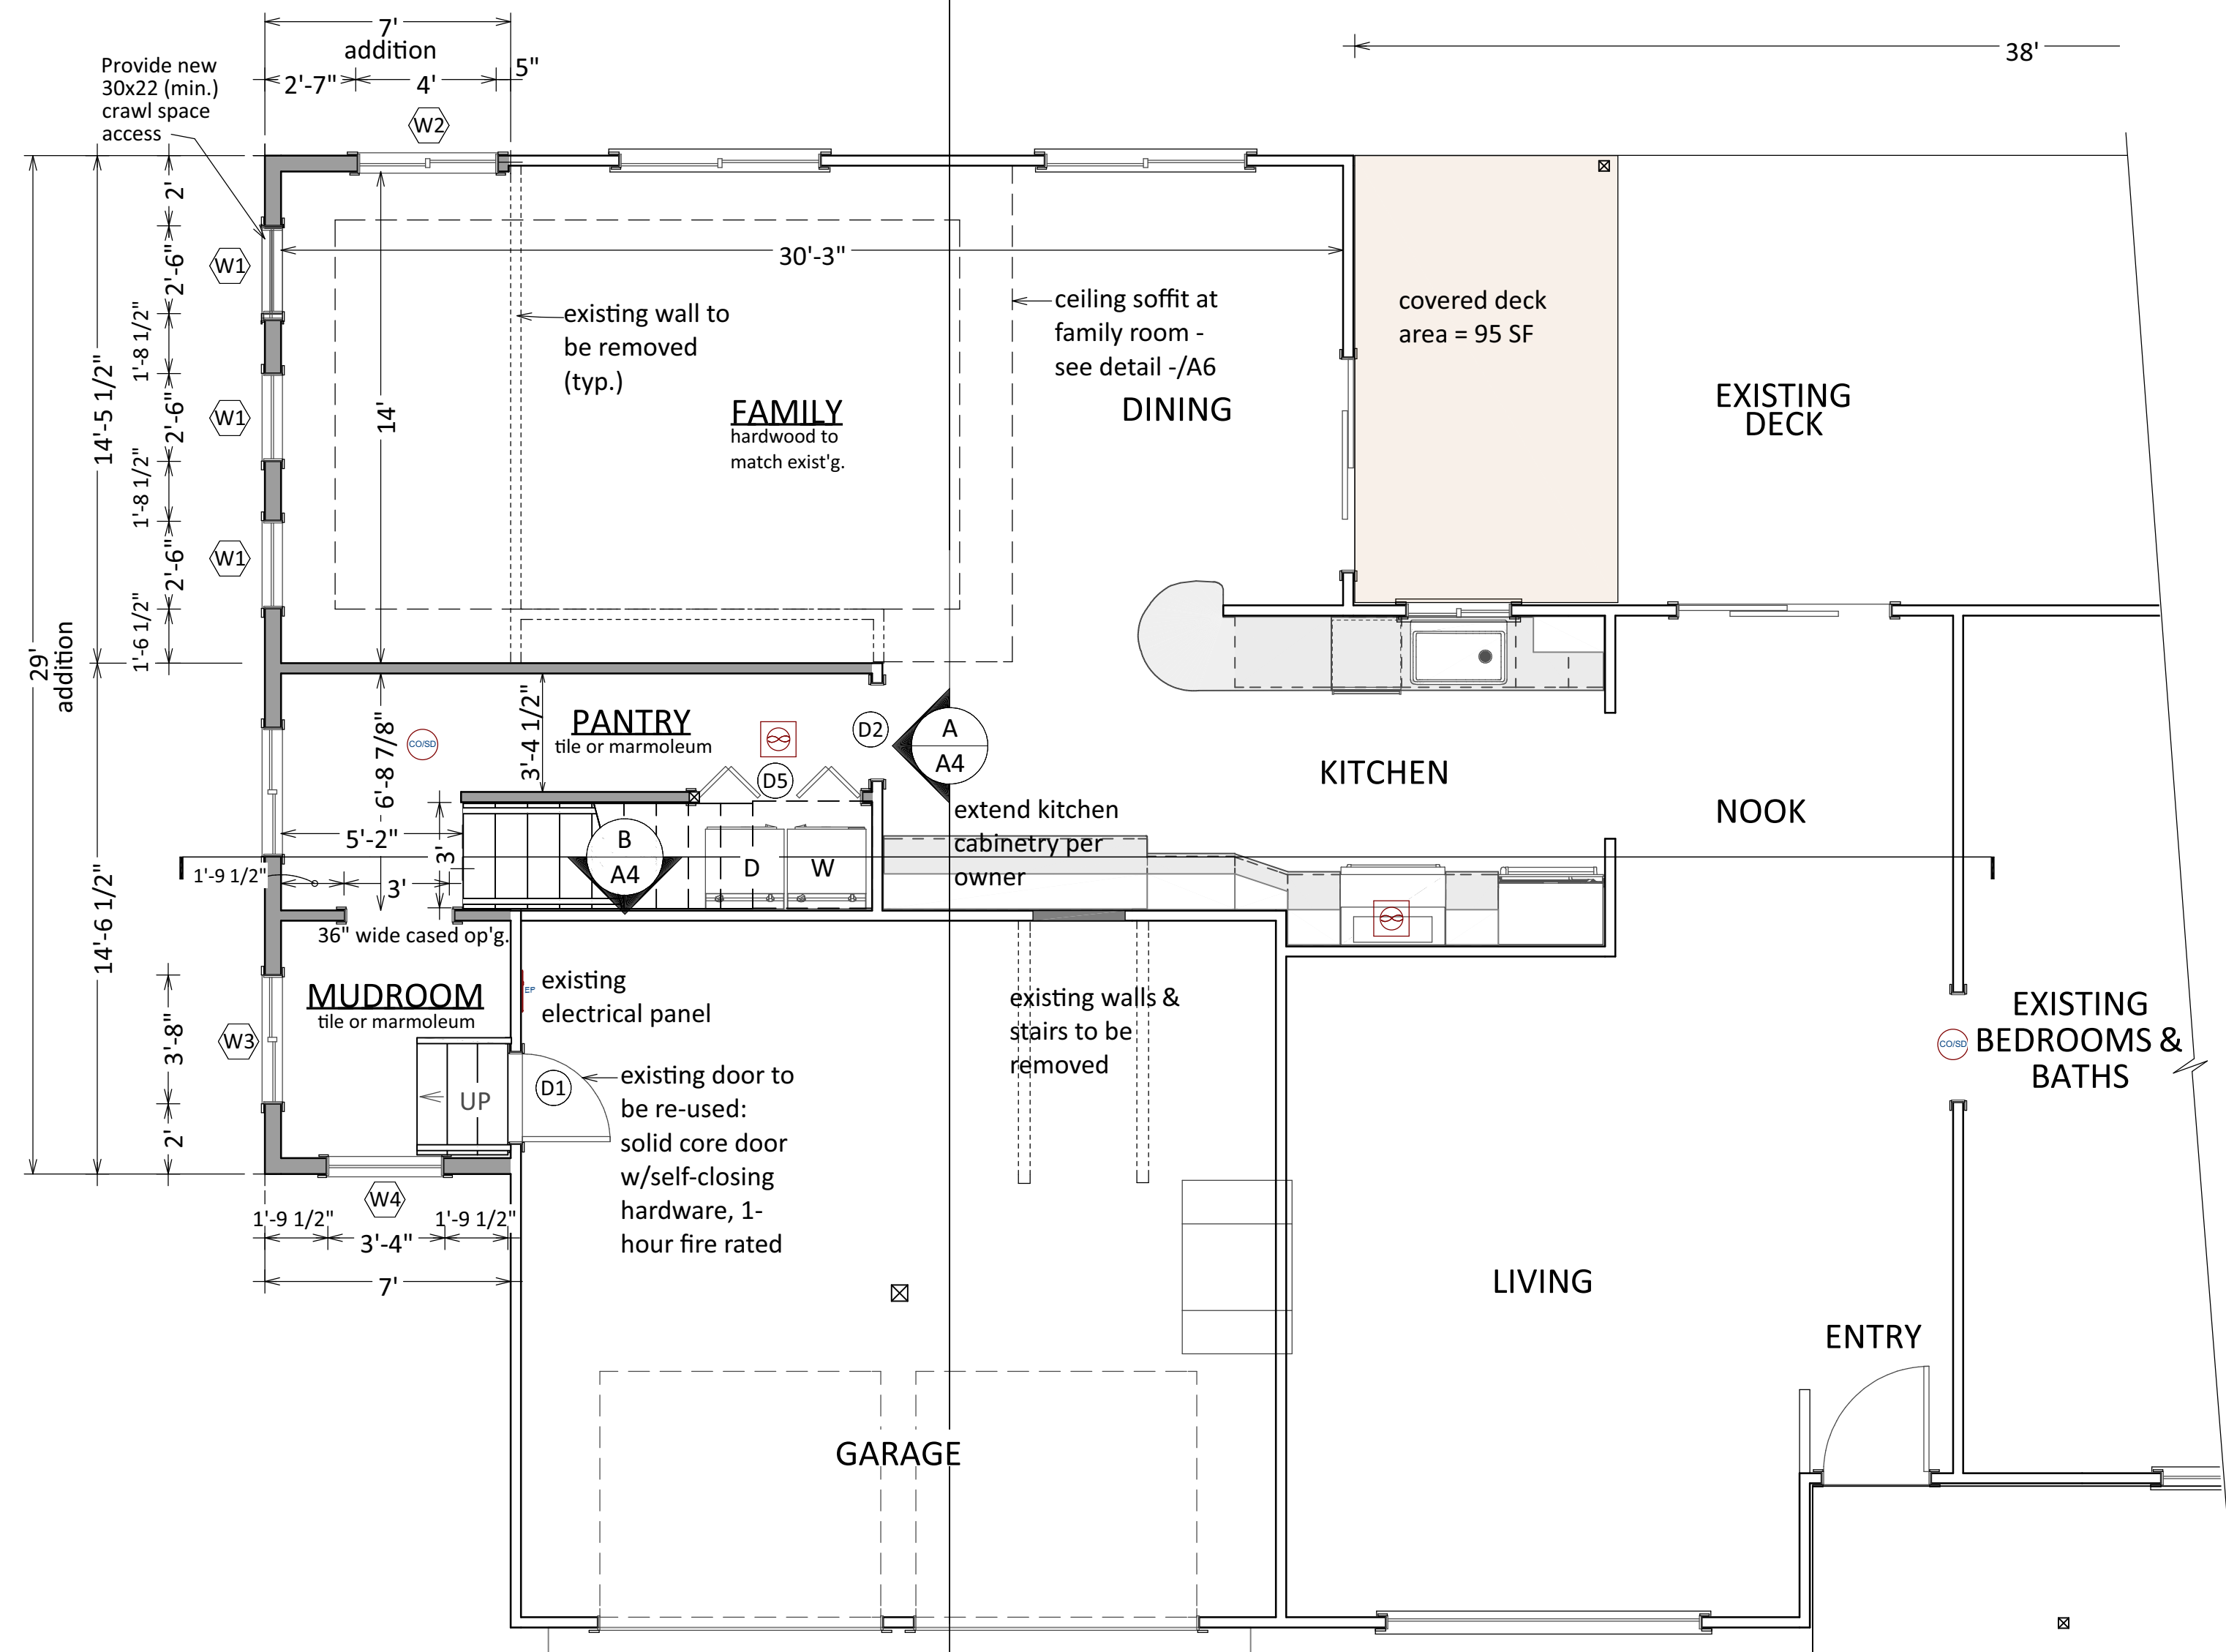 7'
addition
38'
Provide new
30x22 (min.)
crawl space
access
2'-7"
4'
5"
W2
2'
W1
2'-6"
30'-3"
existing wall to
be removed
(typ.)
ceiling soffit at
family room -
see detail -/A6
covered deck
area = 95 SF
1'-8 1/2"
14'-5 1/2"
14'
FAMILY
hardwood to
match exist'g.
DINING
EXISTING
DECK
W1
2'-6"
1'-8 1/2"
W1
2'-6"
1'-6 1/2"
29'
addition
PANTRY
tile or marmoleum
CO/SD
6'-8 7/8"
3'-4 1/2"
D2
D5
A
A4
KITCHEN
NOOK
extend kitchen
cabinetry per
owner
5'-2"
3'
B
A4
D
W
1'-9 1/2"
3'
14'-6 1/2"
36" wide cased op'g.
MUDROOM
tile or marmoleum
EP
existing
electrical panel
existing walls &
stairs to be
removed
EXISTING
BEDROOMS &
BATHS
CO/SD
W3
3'-8"
UP
D1
existing door to
be re-used:
solid core door
w/self-closing
hardware, 1-
hour fire rated
2'
W4
1'-9 1/2"
3'-4"
1'-9 1/2"
7'
LIVING
ENTRY
GARAGE